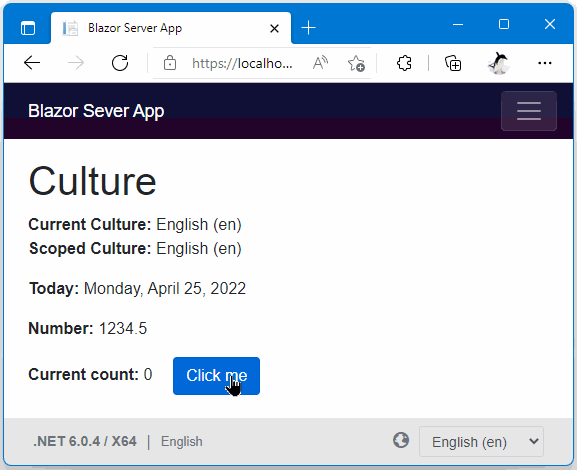 Blazor Server App
https://localho...
Blazor Sever App
Culture
Current Culture: English (en)
Scoped Culture: English (en)
Today: Monday, April 25, 2022
Number: 1234.5
Current count: 0 Click me
.NET 6.0.4 / X64 | English English (en)